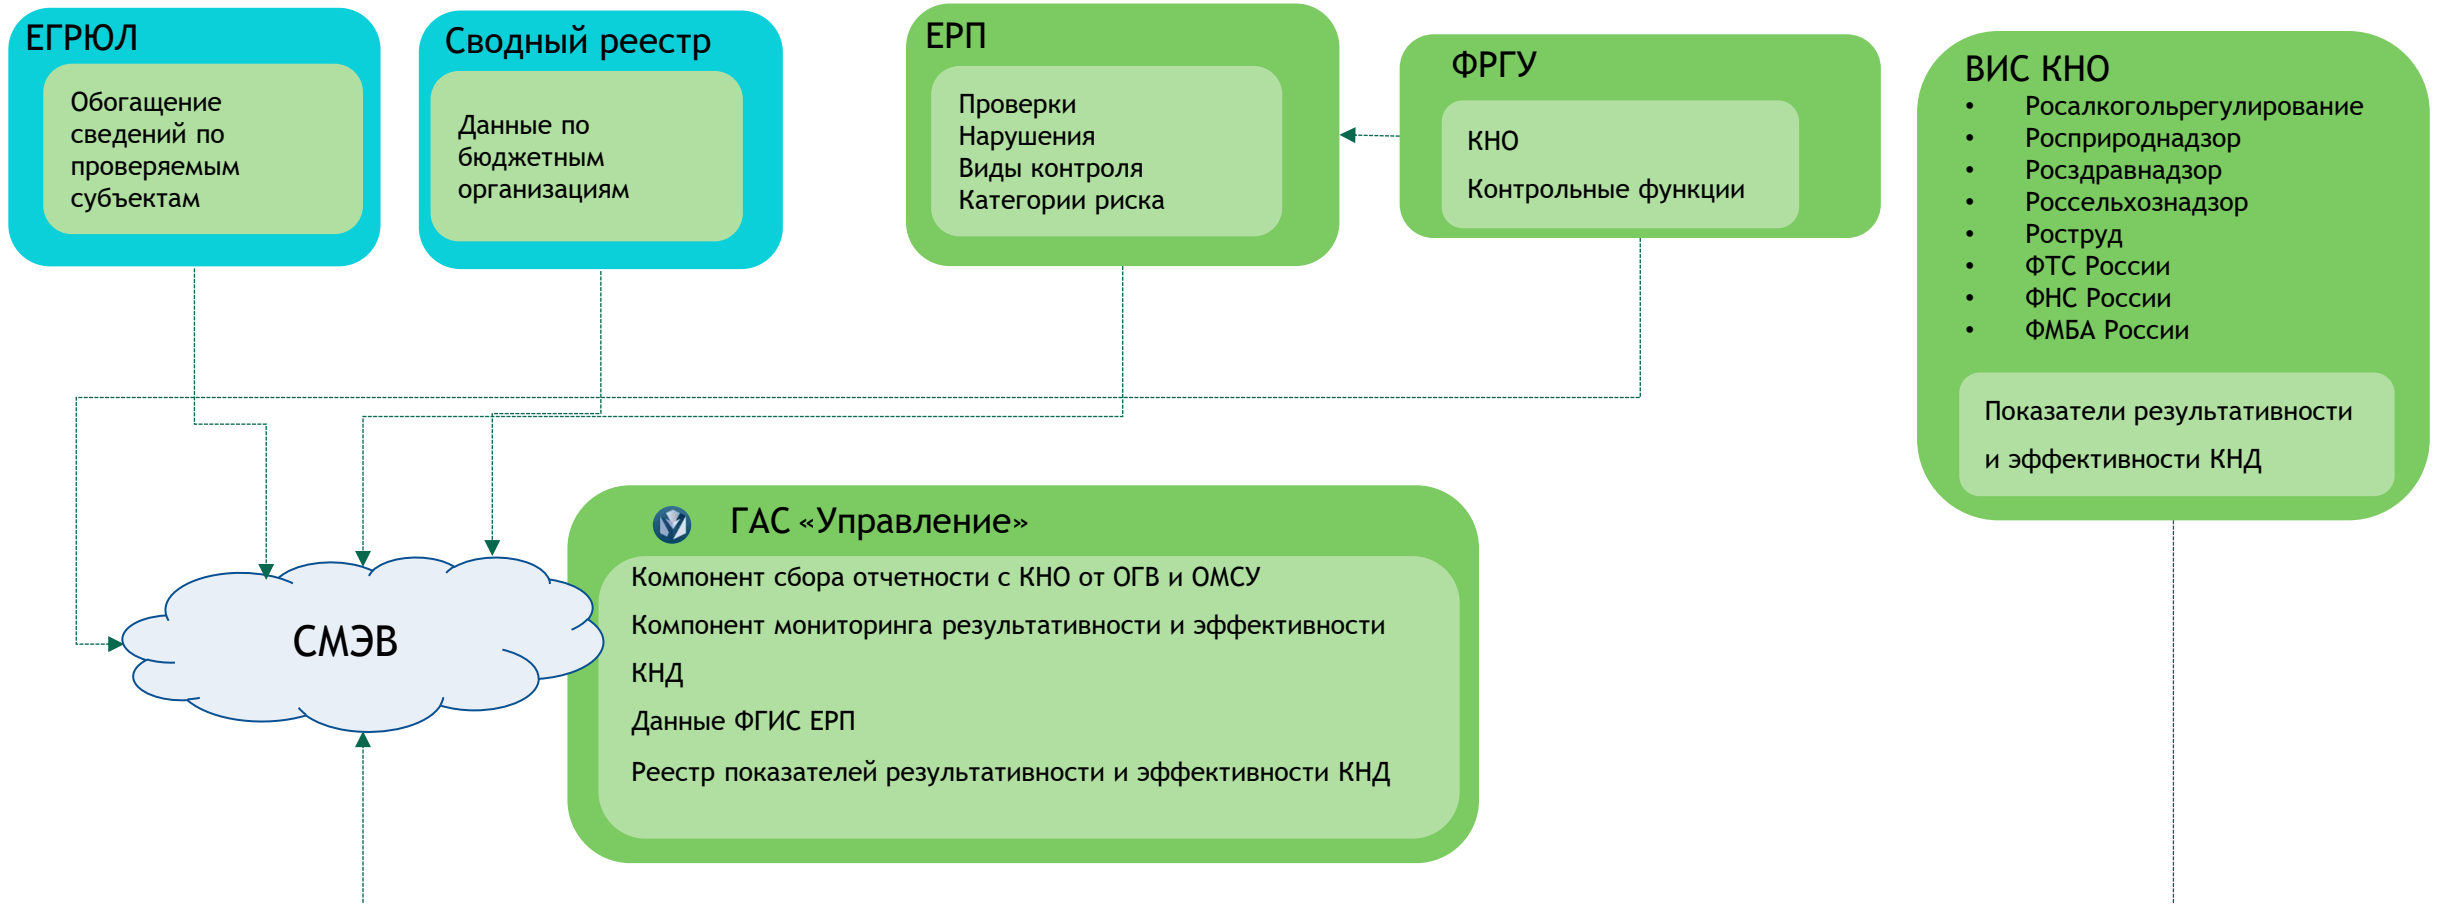 ЕГРЮЛ
Обогащение
сведений по
проверяемым
субъектам
Сводный реестр
Данные по
бюджетным
организациям
ЕРП
Проверки
Нарушения
Виды контроля
Категории риска
ФРГУ
КНО
Контрольные функции
ВИС КНО
• Росалкогольрегулирование
• Росприроднадзор
• Росздравнадзор
• Россельхознадзор
• Роструд
• ФТС России
• ФНС России
• ФМБА России
Показатели результативности
и эффективности КНД
СМЭВ
ГАС «Управление»
Компонент сбора отчетности с КНО от ОГВ и ОМСУ
Компонент мониторинга результативности и эффективности
КНД
Данные ФГИС ЕРП
Реестр показателей результативности и эффективности КНД